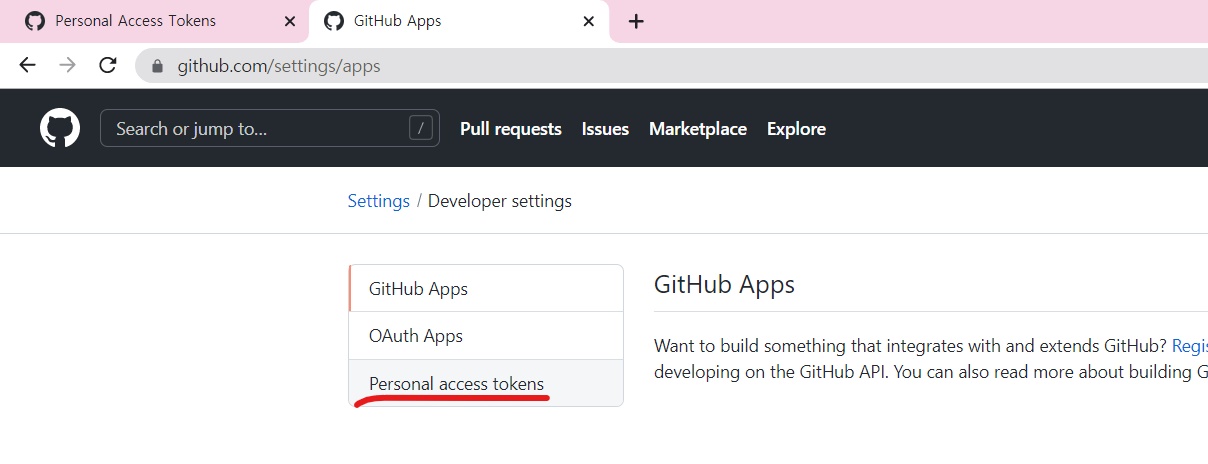 Personal Access Tokens
GitHub Apps
github.com/settings/apps
Search or jump to... /
Pull requests Issues Marketplace Explore
Settings / Developer settings
GitHub Apps
OAuth Apps
Personal access tokens
GitHub Apps
Want to build something that integrates with and extends GitHub? Regis
developing on the GitHub API. You can also read more about building G